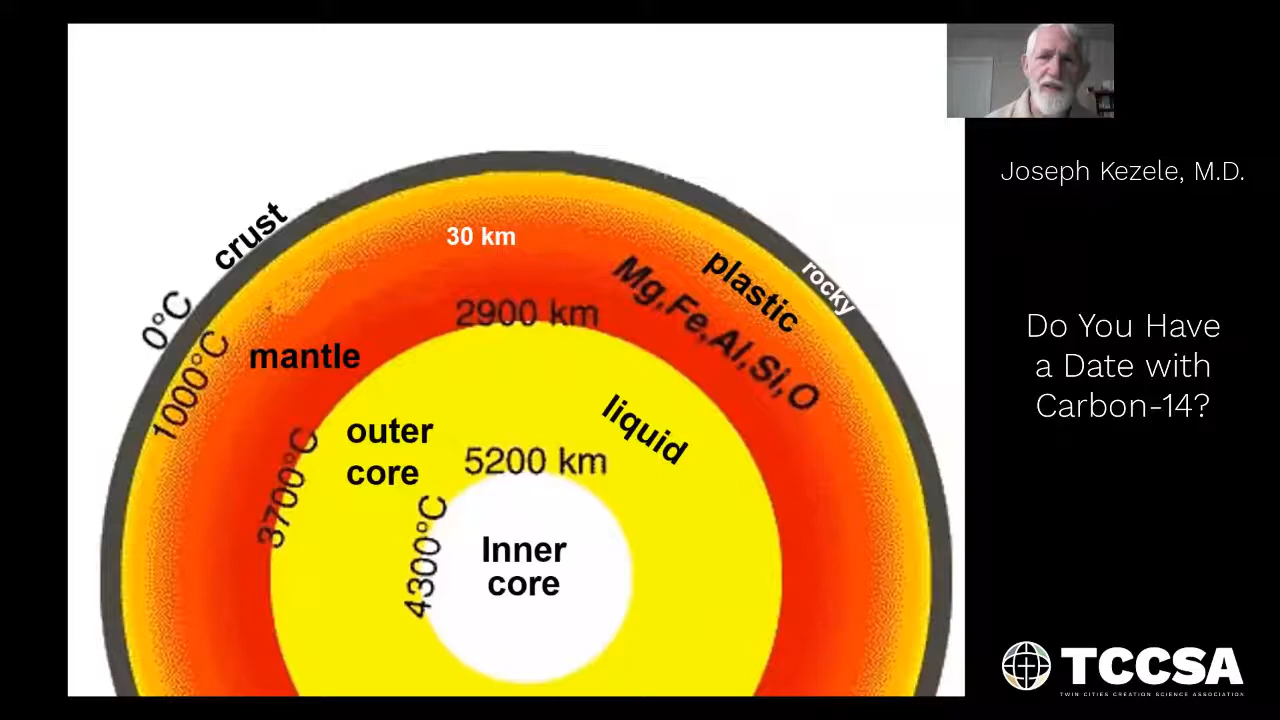 crust
0°C
1000°C
30 km
plastic
rocky
2900 km
Mg,Fe,Al,Si,O
mantle
3700°C
outer
core
liquid
5200 km
4300°C
Inner
core
Joseph Kezele, M.D.
Do You Have
a Date with
Carbon-14?
TCCSA
TWIN CITIES CREATION SCIENCE ASSOCIATION